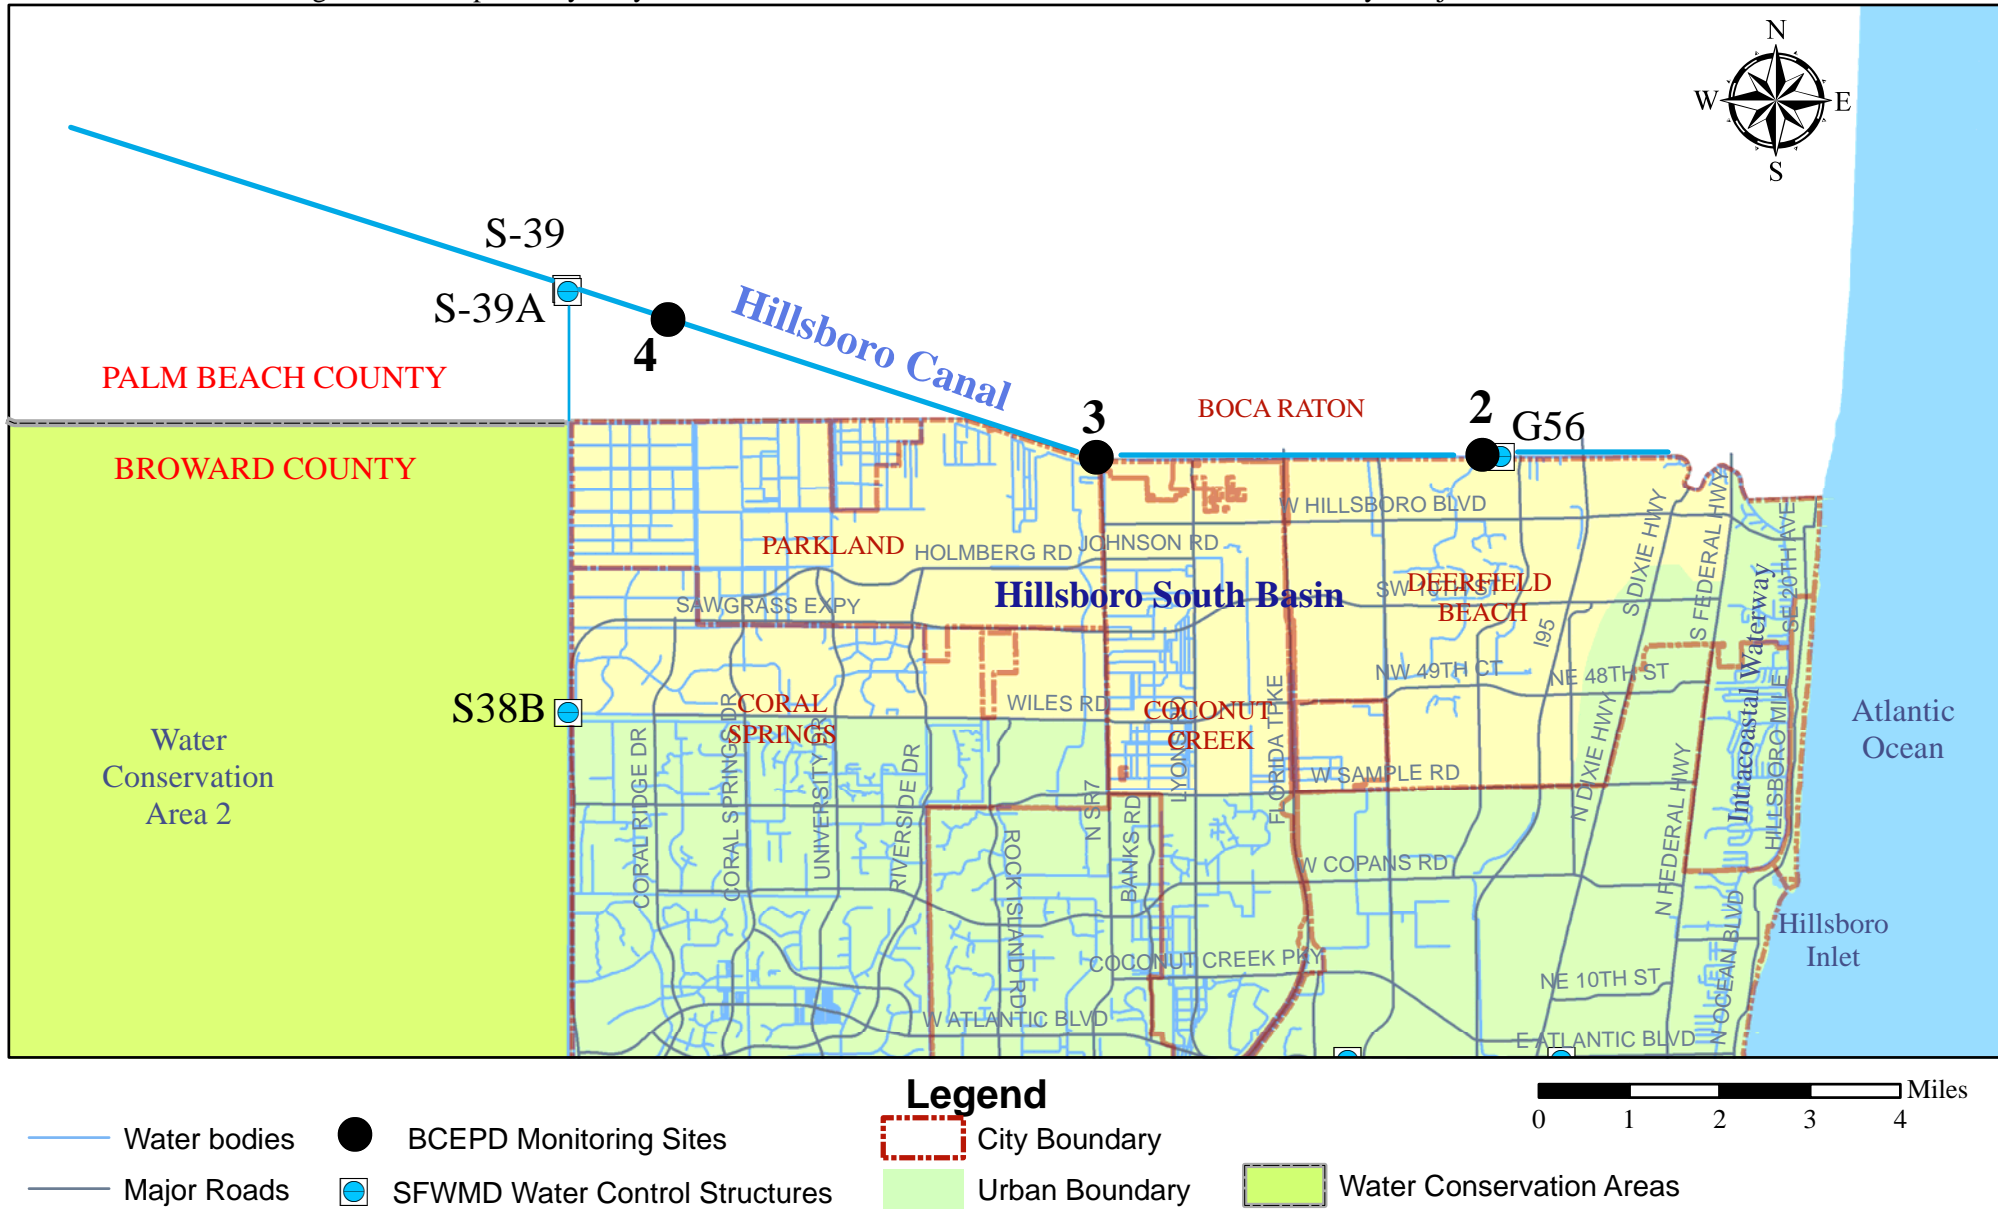 N
W
E
S
S-39
S-39A
4
Hillsboro Canal
PALM BEACH COUNTY
BROWARD COUNTY
3
BOCA RATON
2
G56
W HILLSBORO BLVD
PARKLAND
HOLMBERG RD
JOHNSON RD
Hillsboro South Basin
SAWGRASS EXPY
SW 10TH ST
DEERFIELD
BEACH
I95
S DIXIE HWY
S FEDERAL HWY
SE 20TH AVE
Intracoastal Waterway
NW 49TH CT
NE 48TH ST
S38B
CORAL
SPRINGS
WILES RD
COCONUT
CREEK
Water
Conservation
Area 2
Atlantic
Ocean
CORAL RIDGE DR
CORAL SPRINGS DR
UNIVERSITY DR
RIVERSIDE DR
ROCK ISLAND RD
N SR7
BANKS RD
LYONS
FLORIDA TPKE
W SAMPLE RD
N DIXIE HWY
N FEDERAL HWY
HILLSBORO MILE
W COPANS RD
Hillsboro
Inlet
COCONUT CREEK PKY
NE 10TH ST
N OCEAN BLVD
W ATLANTIC BLVD
E ATLANTIC BLVD
Legend
Water bodies
Major Roads
BCEPD Monitoring Sites
SFWMD Water Control Structures
City Boundary
Urban Boundary
Water Conservation Areas
Miles
0 1 2 3 4